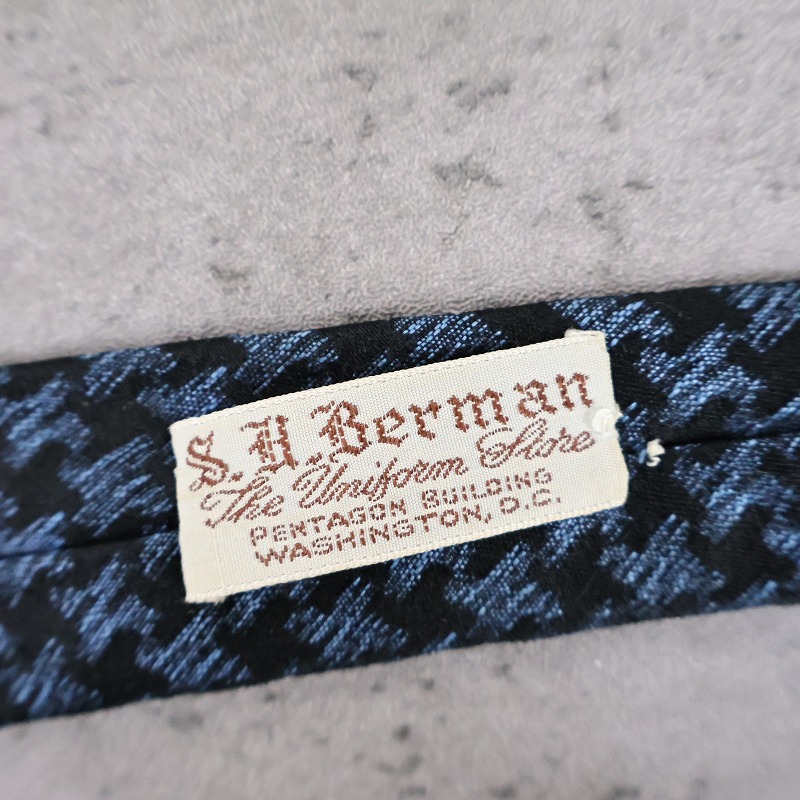 S.H.Berman
The Uniform Store
PENTAGON BUILDING
WASHINGTON, D.C.